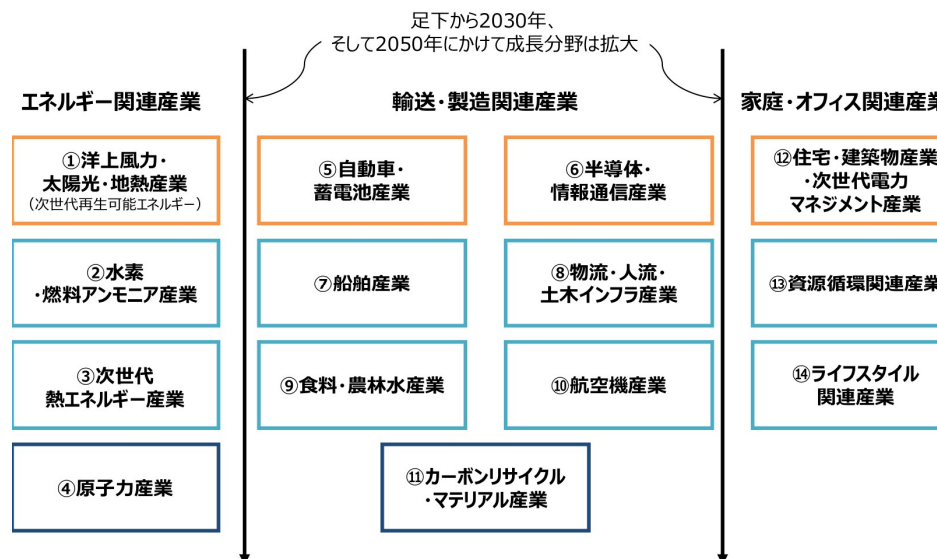 足下から2030年、
そして2050年にかけて成長分野は拡大
エネルギー関連産業
輸送・製造関連産業
家庭・オフィス関連産業
①洋上風力・
太陽光・地熱産業
（次世代再生可能エネルギー）
②水素
・燃料アンモニア産業
③次世代
熱エネルギー産業
④原子力産業
⑤自動車・
蓄電池産業
⑥半導体・
情報通信産業
⑦船舶産業
⑧物流・人流・
土木インフラ産業
⑨食料・農林水産業
⑩航空機産業
⑪カーボンリサイクル
・マテリアル産業
⑫住宅・建築物産業
・次世代電力
マネジメント産業
⑬資源循環関連産業
⑭ライフスタイル
関連産業